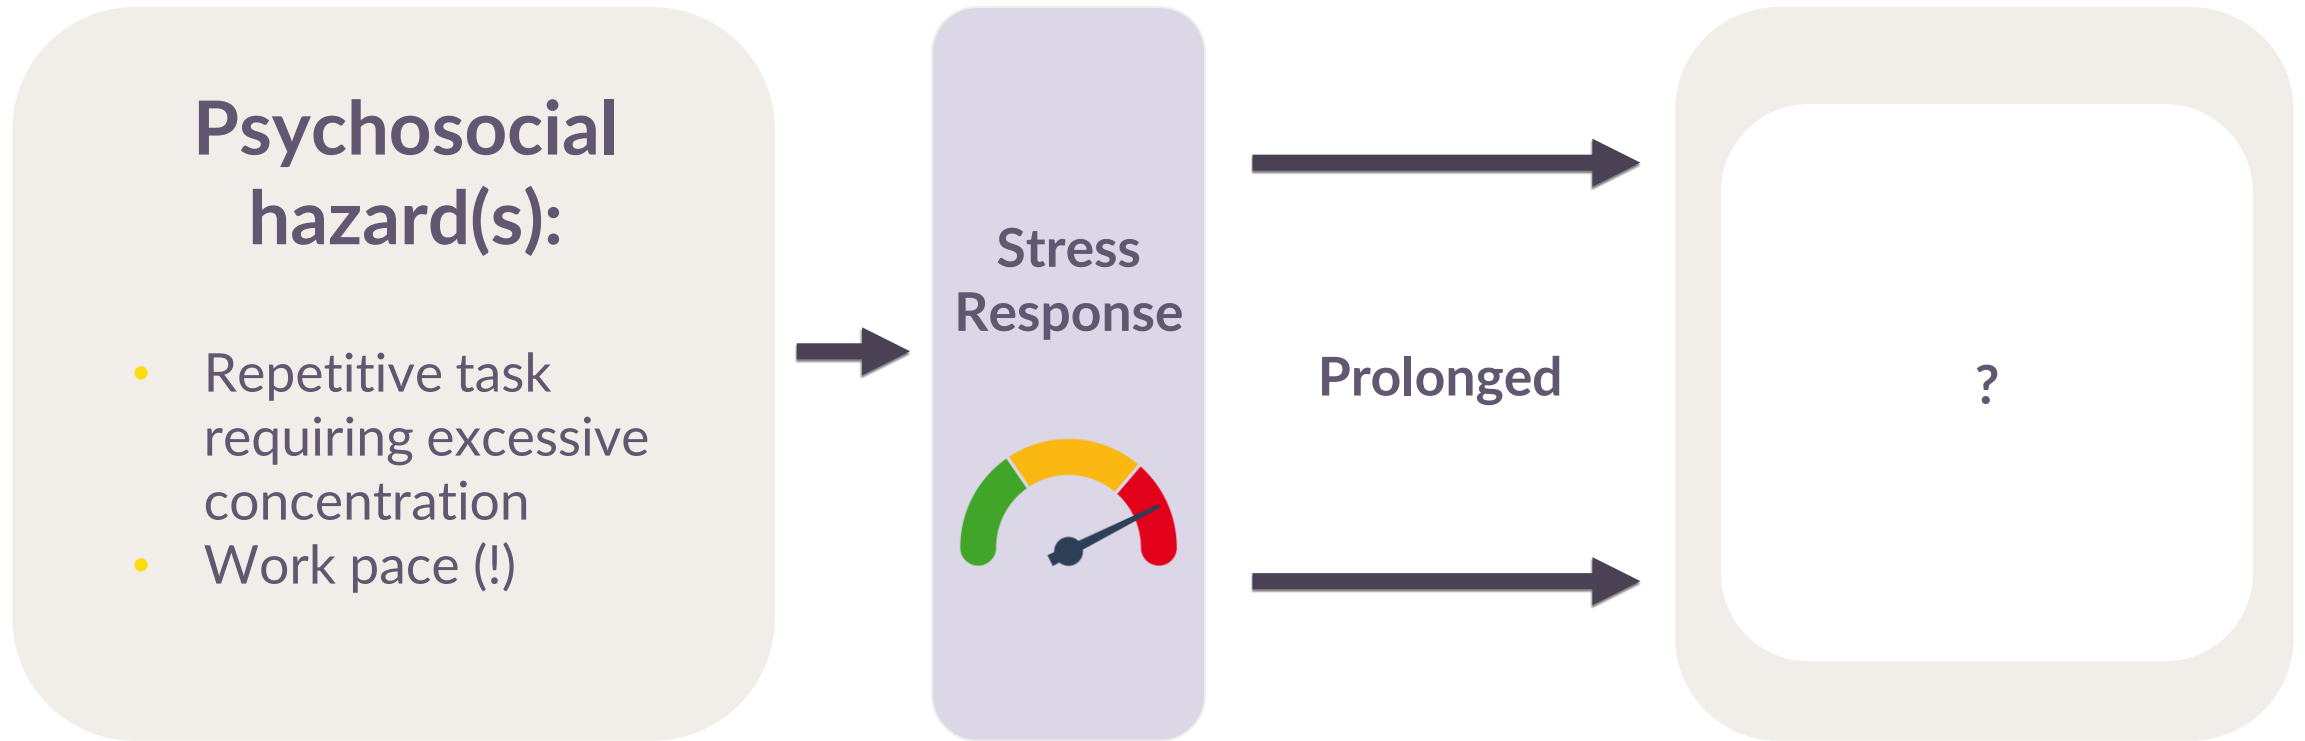 Psychosocial
hazard(s):
• Repetitive task
requiring excessive
concentration
• Work pace (!)
Stress
Response
Prolonged
?